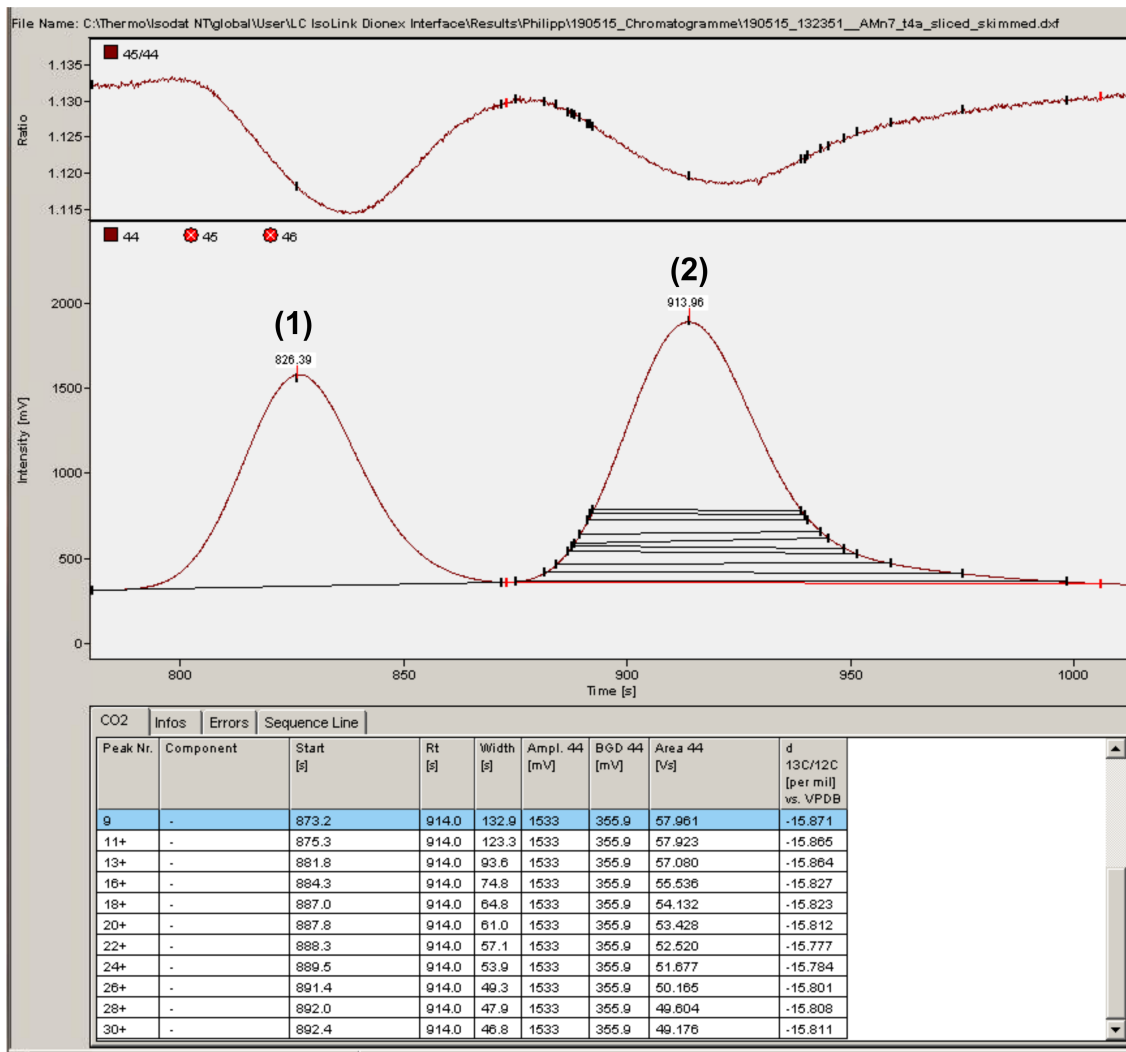 File Name: C:\Thermo\Isodat NT\global\User\LC IsoLink Dionex Interface\Results\Philipp\190515_Chromatogramme\190515_132351__AMn7_t4a_sliced_skimmed.dxf
45/44
1.135
1.130
1.125
1.120
1.115
Ratio
44 45 46
(1)
826.39
(2)
913.96
2000
1500
1000
500
0
Intensity [mV]
800 850 900 950 1000
Time [s]
CO2 Infos Errors Sequence Line
Peak Nr. Component Start Rt Width Ampl. 44 BGD 44 Area 44 d
[s] [s] [s] [mV] [mV] [Vs] 13C/12C
[per mil]
vs. VPDB
9 - 873.2 914.0 132.9 1533 355.9 57.961 -15.871
11+ - 875.3 914.0 123.3 1533 355.9 57.923 -15.865
13+ - 881.8 914.0 93.6 1533 355.9 57.080 -15.864
16+ - 884.3 914.0 74.8 1533 355.9 55.536 -15.827
18+ - 887.0 914.0 64.8 1533 355.9 54.132 -15.823
20+ - 887.8 914.0 61.0 1533 355.9 53.428 -15.812
22+ - 888.3 914.0 57.1 1533 355.9 52.520 -15.777
24+ - 889.5 914.0 53.9 1533 355.9 51.677 -15.784
26+ - 891.4 914.0 49.3 1533 355.9 50.165 -15.801
28+ - 892.0 914.0 47.9 1533 355.9 49.604 -15.808
30+ - 892.4 914.0 46.8 1533 355.9 49.176 -15.811